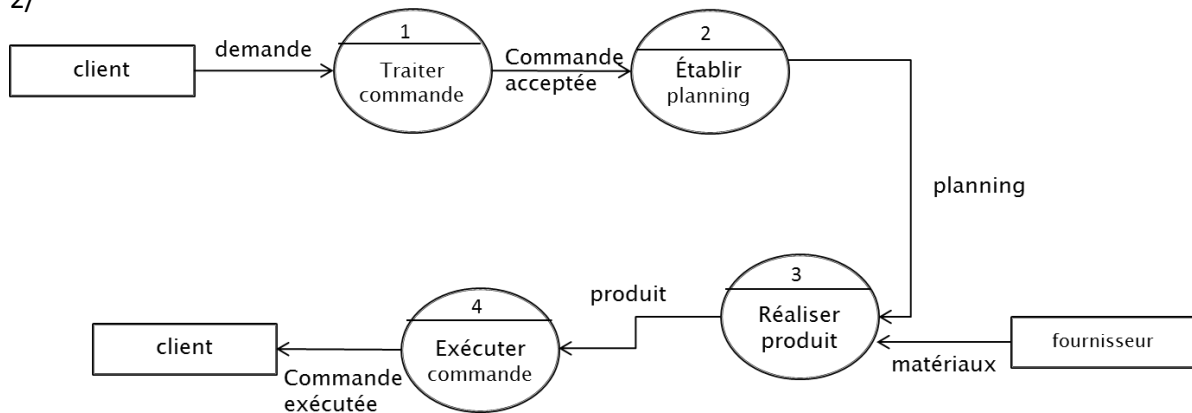 2/
client
demande
1
Traiter
commande
Commande
acceptée
2
Établir
planning
planning
3
Réaliser
produit
produit
4
Exécuter
commande
client
Commande
exécutée
matériaux
fournisseur